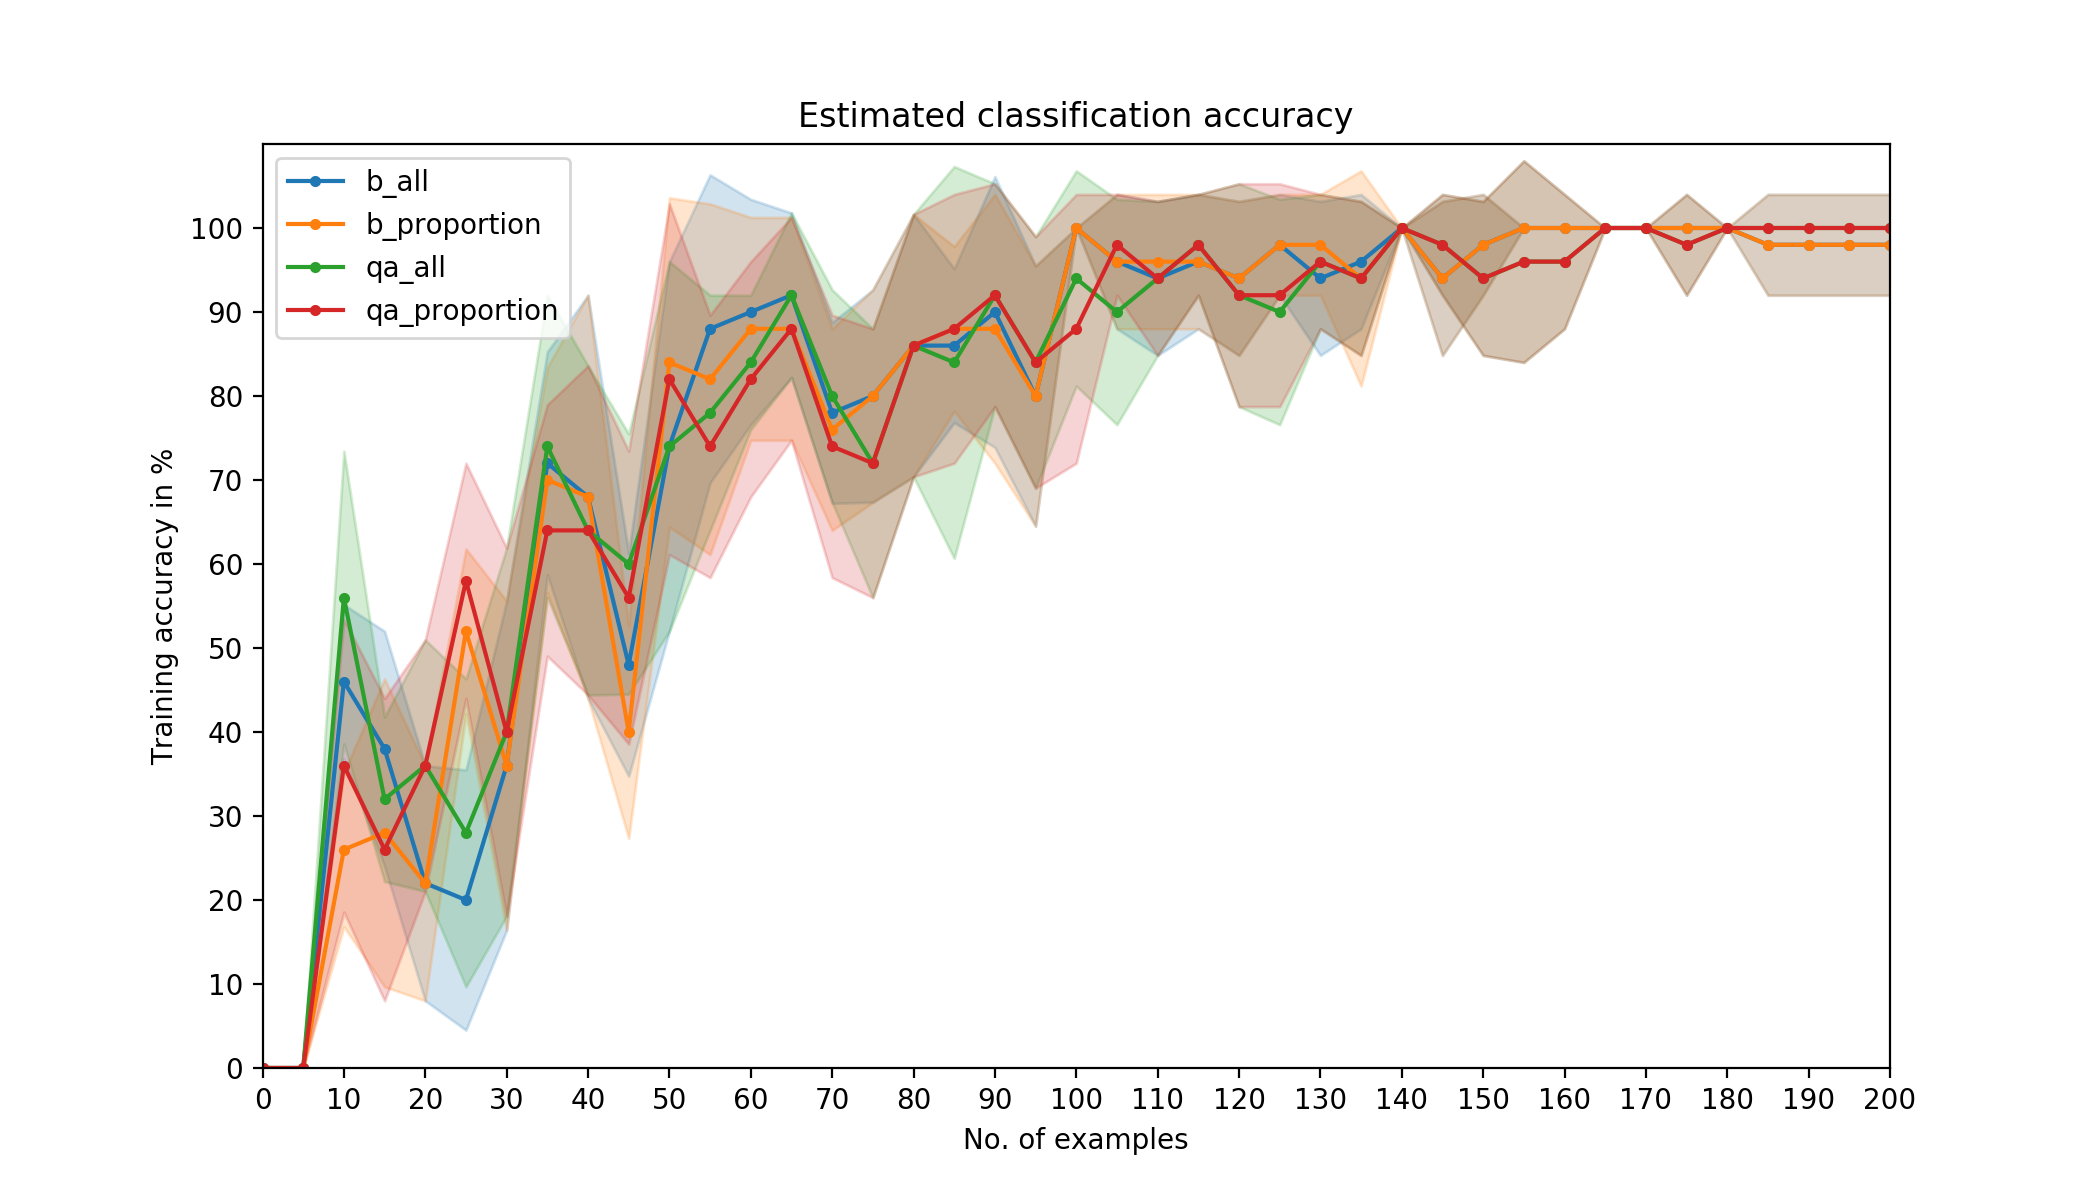 Estimated classification accuracy
b_all
b_proportion
qa_all
qa_proportion
Training accuracy in %
100
90
80
70
60
50
40
30
20
10
0
0 10 20 30 40 50 60 70 80 90 100 110 120 130 140 150 160 170 180 190 200
No. of examples